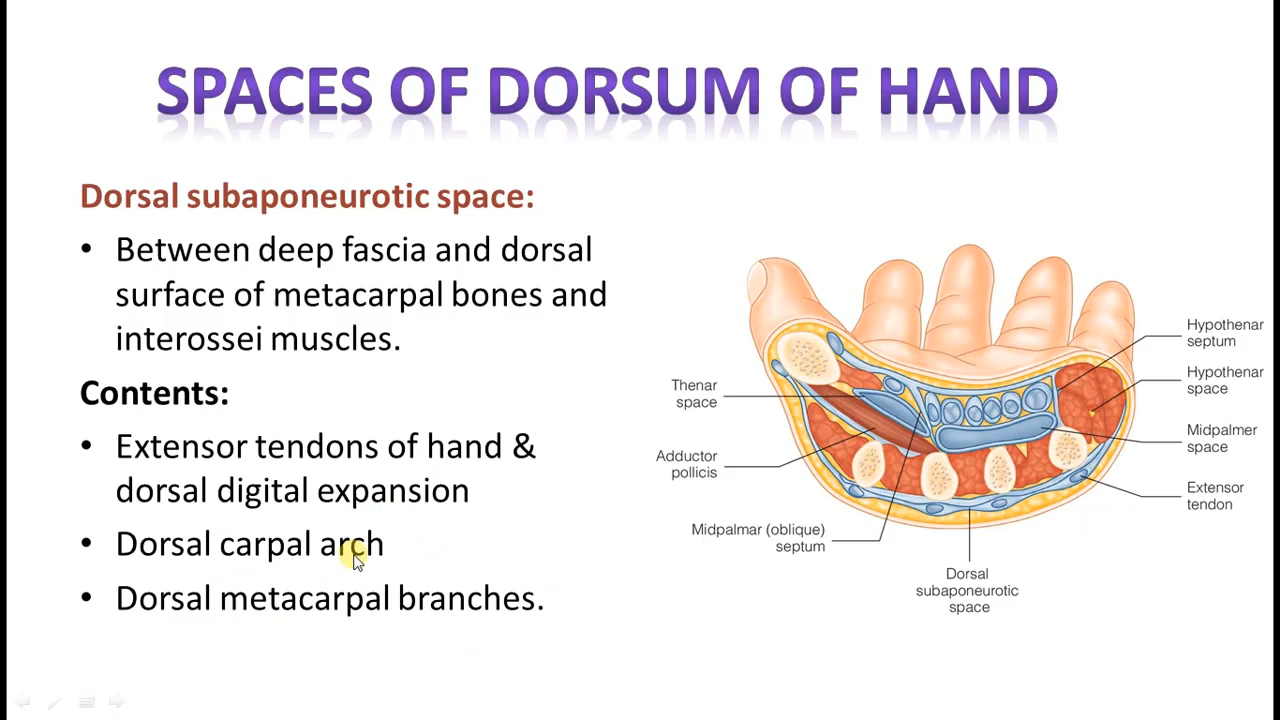 SPACES OF DORSUM OF HAND
Dorsal subaponeurotic space:
• Between deep fascia and dorsal
surface of metacarpal bones and
interossei muscles.
Contents:
• Extensor tendons of hand &
dorsal digital expansion
• Dorsal carpal arch
• Dorsal metacarpal branches.
Thenar
space
Adductor
pollicis
Midpalmar (oblique)
septum
Dorsal
subaponeurotic
space
Hypothenar
septum
Hypothenar
space
Midpalmer
space
Extensor
tendon